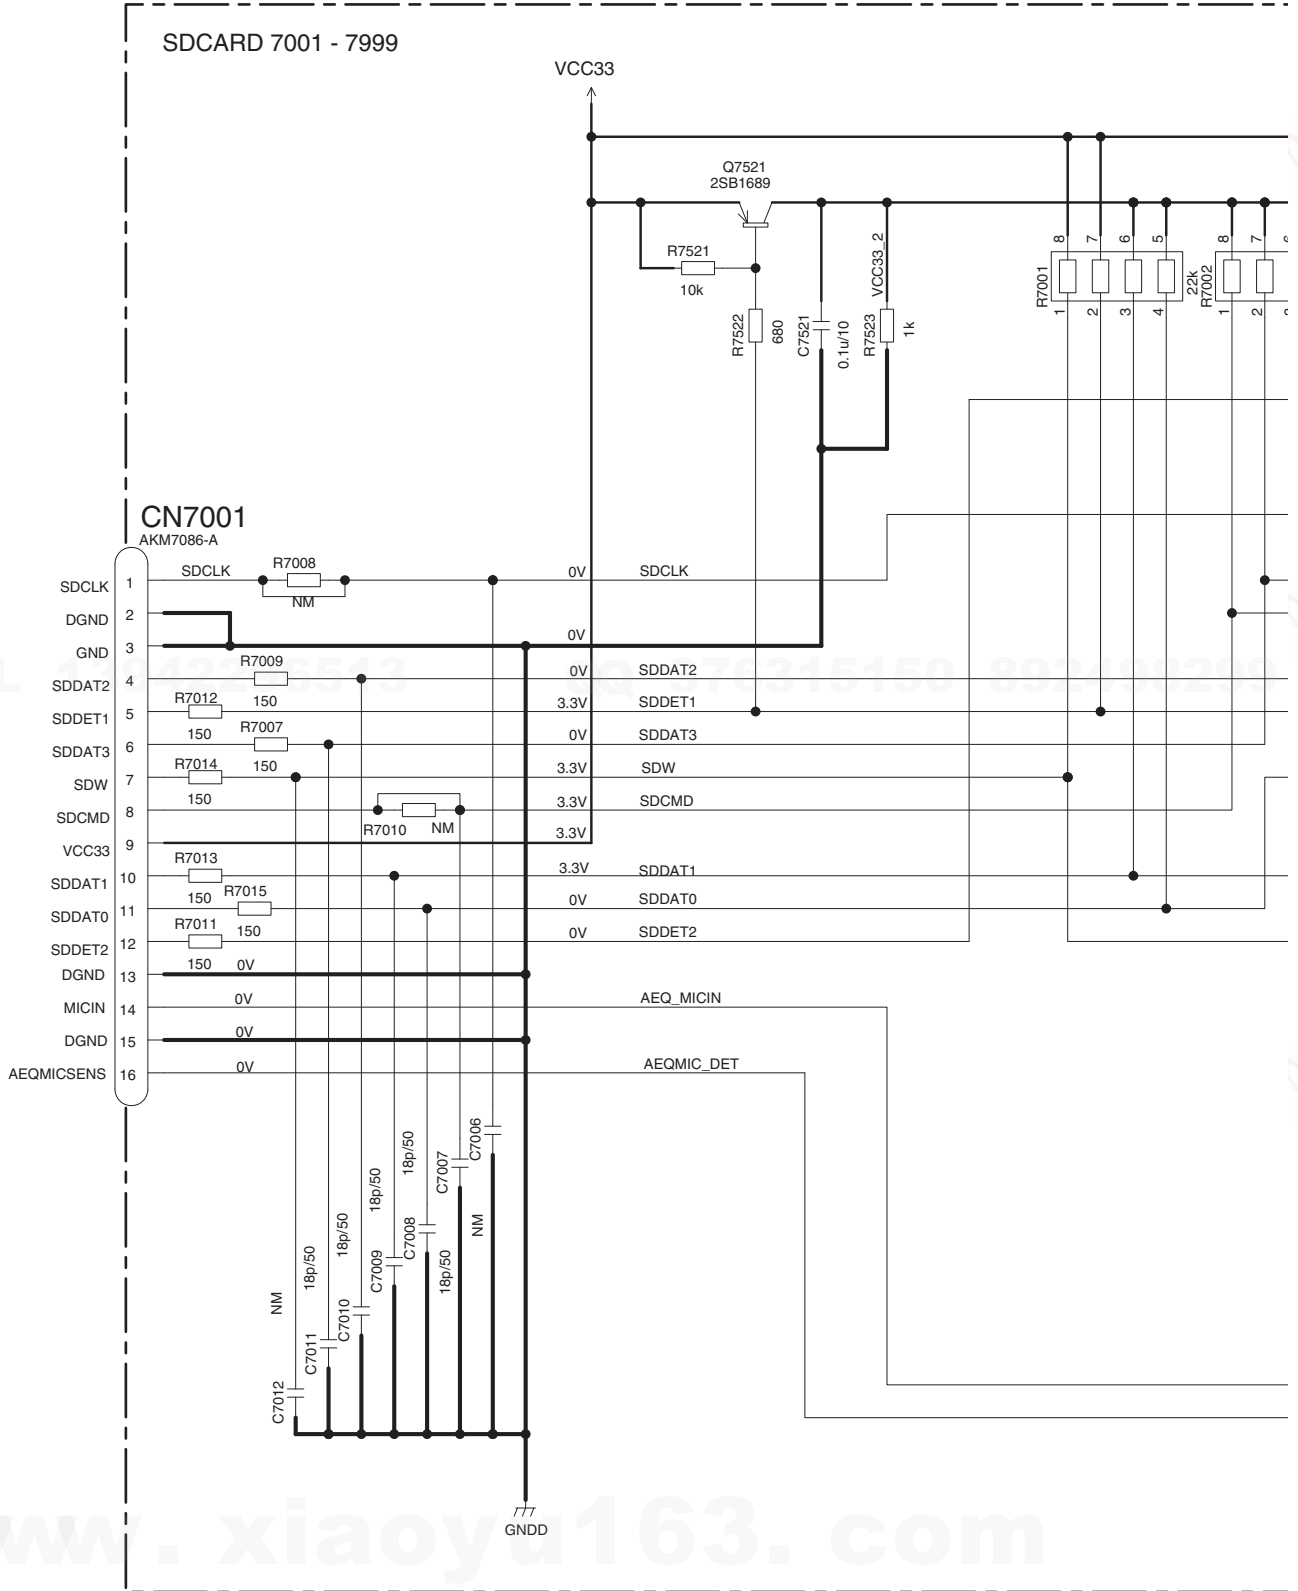 SDCARD 7001 - 7999
VCC33
Q7521
2SB1689
R7521
10k
R7522
680
C7521
0.1u/10
VCC33_2
R7523
1k
R7001
8 7 6 5
1 2 3 4
22k
R7002
8 7
1 2
CN7001
AKM7086-A
SDCLK 1 SDCLK R7008 NM 0V SDCLK
DGND 2
GND 3 0V
SDDAT2 4 R7009 150 0V SDDAT2
SDDET1 5 R7012 150 3.3V SDDET1
SDDAT3 6 R7007 150 0V SDDAT3
SDW 7 R7014 150 3.3V SDW
SDCMD 8 R7010 NM 3.3V SDCMD
VCC33 9 3.3V
SDDAT1 10 R7013 150 3.3V SDDAT1
SDDAT0 11 R7015 150 0V SDDAT0
SDDET2 12 R7011 150 0V SDDET2
DGND 13 0V
MICIN 14 0V AEQ_MICIN
DGND 15 0V
AEQMICSENS 16 0V AEQMIC_DET
C7012
NM
C7011
18p/50
C7010
18p/50
C7009
18p/50
C7008
18p/50
C7007
18p/50
C7006
NM
GNDD
QQ 376315150 892498299
www.xiaoyu163.com